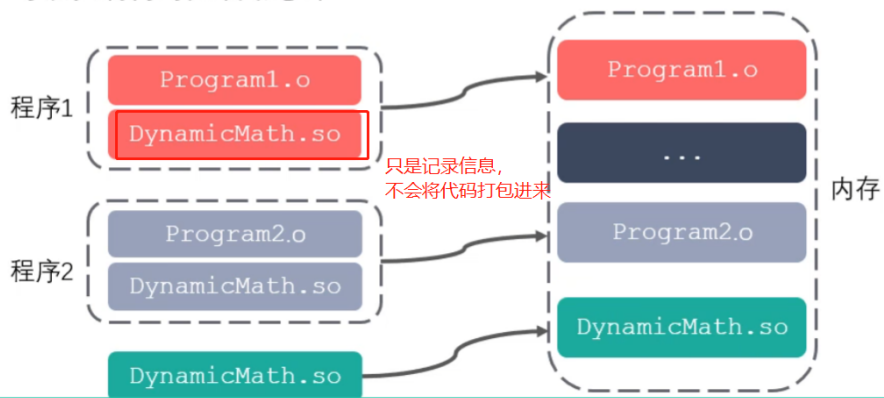 Program1.o
程序1
DynamicMath.so
只是记录信息，
不会将代码打包进来
Program2.o
程序2
DynamicMath.so
DynamicMath.so
Program1.o
...
内存
Program2.o
DynamicMath.so